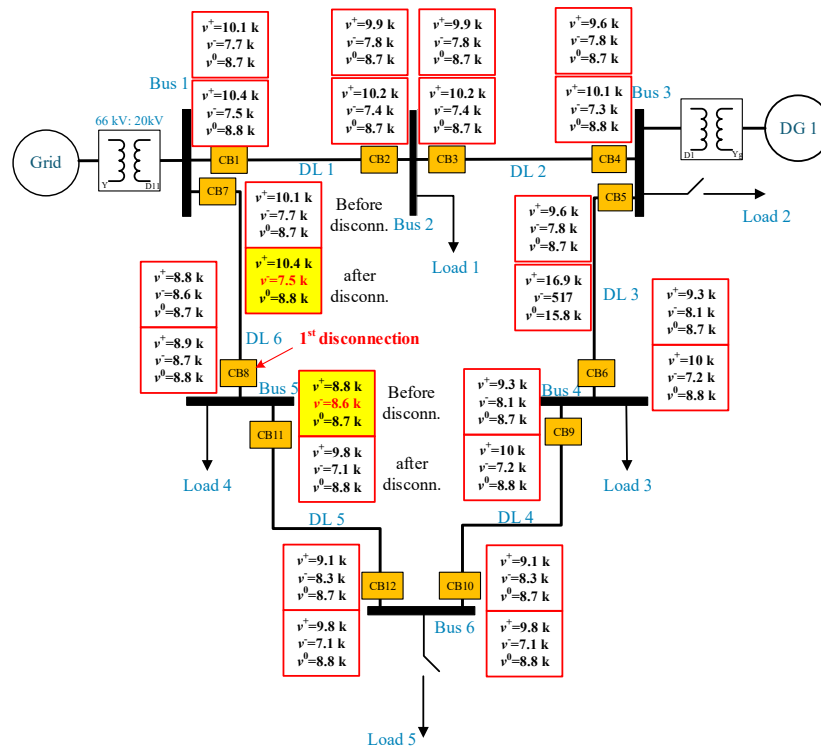 v+=10.1 k
v-=7.7 k
v0=8.7 k
v+=10.4 k
v-=7.5 k
v0=8.8 k
v+=9.9 k
v-=7.8 k
v0=8.7 k
v+=10.2 k
v-=7.4 k
v0=8.7 k
v+=9.9 k
v-=7.8 k
v0=8.7 k
v+=10.2 k
v-=7.4 k
v0=8.7 k
v+=9.6 k
v-=7.8 k
v0=8.7 k
v+=10.1 k
v-=7.3 k
v0=8.8 k
Bus 1
Bus 3
66 kV: 20kV
Grid
Y
D11
CB1
DL 1
CB2
CB3
DL 2
CB4
D1
Yg
DG 1
CB7
Bus 2
Load 1
CB5
Load 2
v+=10.1 k
v-=7.7 k
v0=8.7 k
Before
disconn.
v+=10.4 k
v-=7.5 k
v0=8.8 k
after
disconn.
v+=9.6 k
v-=7.8 k
v0=8.7 k
v+=16.9 k
v-=517
v0=15.8 k
DL 3
v+=8.8 k
v-=8.6 k
v0=8.7 k
v+=8.9 k
v-=8.7 k
v0=8.8 k
DL 6
1st disconnection
v+=9.3 k
v-=8.1 k
v0=8.7 k
v+=10 k
v-=7.2 k
v0=8.8 k
CB8
Bus 5
CB6
Bus 4
v+=8.8 k
v-=8.6 k
v0=8.7 k
Before
disconn.
v+=9.8 k
v-=7.1 k
v0=8.8 k
after
disconn.
v+=9.3 k
v-=8.1 k
v0=8.7 k
v+=10 k
v-=7.2 k
v0=8.8 k
CB11
CB9
Load 4
Load 3
DL 5
DL 4
v+=9.1 k
v-=8.3 k
v0=8.7 k
v+=9.8 k
v-=7.1 k
v0=8.8 k
CB12
CB10
v+=9.1 k
v-=8.3 k
v0=8.7 k
v+=9.8 k
v-=7.1 k
v0=8.8 k
Bus 6
Load 5